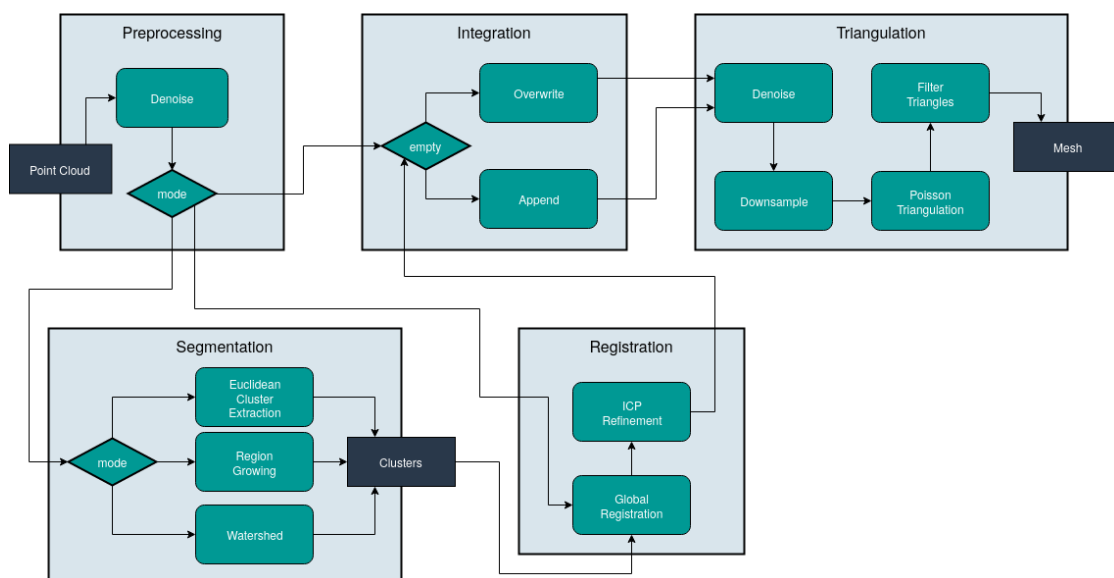 Preprocessing
Denoise
Point Cloud
mode
Integration
Overwrite
empty
Append
Triangulation
Denoise
Filter
Triangles
Mesh
Downsample
Poisson
Triangulation
Segmentation
Euclidean
Cluster
Extraction
mode
Region
Growing
Clusters
Watershed
Registration
ICP
Refinement
Global
Registration